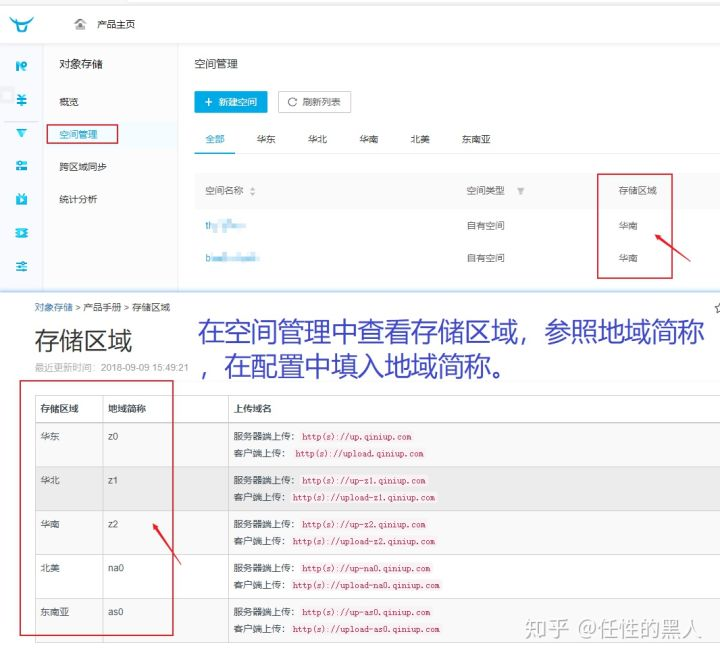 产品主页
对象存储
概览
空间管理
跨区域同步
统计分析
空间管理
+ 新建空间 刷新列表
全部 华东 华北 华南 北美 东南亚
空间名称 空间类型 存储区域
自有空间 华南
自有空间 华南
对象存储 > 产品手册 > 存储区域
存储区域
最近更新时间: 2018-09-09 15:49:21
在空间管理中查看存储区域，参照地域简称
，在配置中填入地域简称。
存储区域 地域简称 上传域名
华东 z0 服务器端上传： http(s)://up.qiniup.com
客户端上传： http(s)://upload.qiniup.com
华北 z1 服务器端上传： http(s)://up-z1.qiniup.com
客户端上传： http(s)://upload-z1.qiniup.com
华南 z2 服务器端上传： http(s)://up-z2.qiniup.com
客户端上传： http(s)://upload-z2.qiniup.com
北美 na0 服务器端上传： http(s)://up-na0.qiniup.com
客户端上传： http(s)://upload-na0.qiniup.com
东南亚 as0 服务器端上传： http(s)://up-as0.qiniup.com
客户端上传： http(s)://upload-as0.qiniup.com
知乎 @任性的黑人